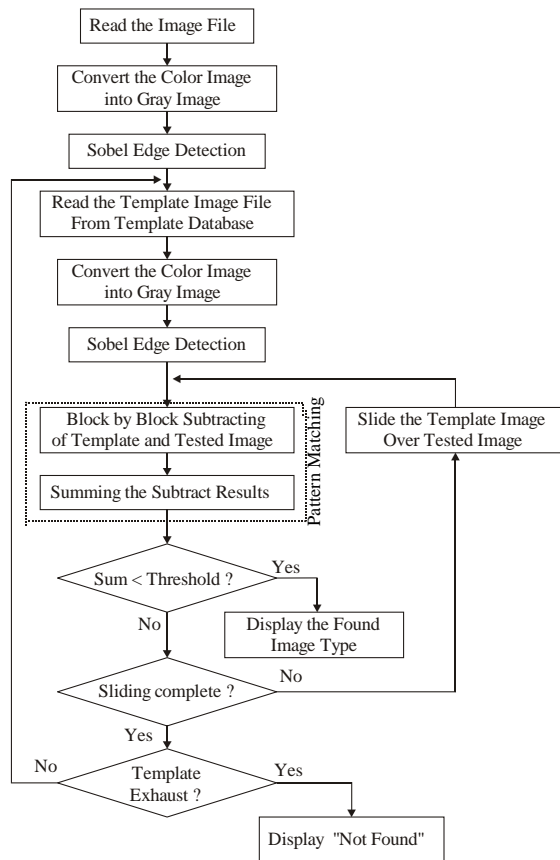 Read the Image File
Convert the Color Image
into Gray Image
Sobel Edge Detection
Read the Template Image File
From Template Database
Convert the Color Image
into Gray Image
Sobel Edge Detection
Block by Block Subtracting
of Template and Tested Image
Summing the Subtract Results
Pattern Matching
Slide the Template Image
Over Tested Image
Sum < Threshold ?
Yes
Display the Found
Image Type
No
Sliding complete ?
No
Yes
Template
Exhaust ?
No
Yes
Display "Not Found"